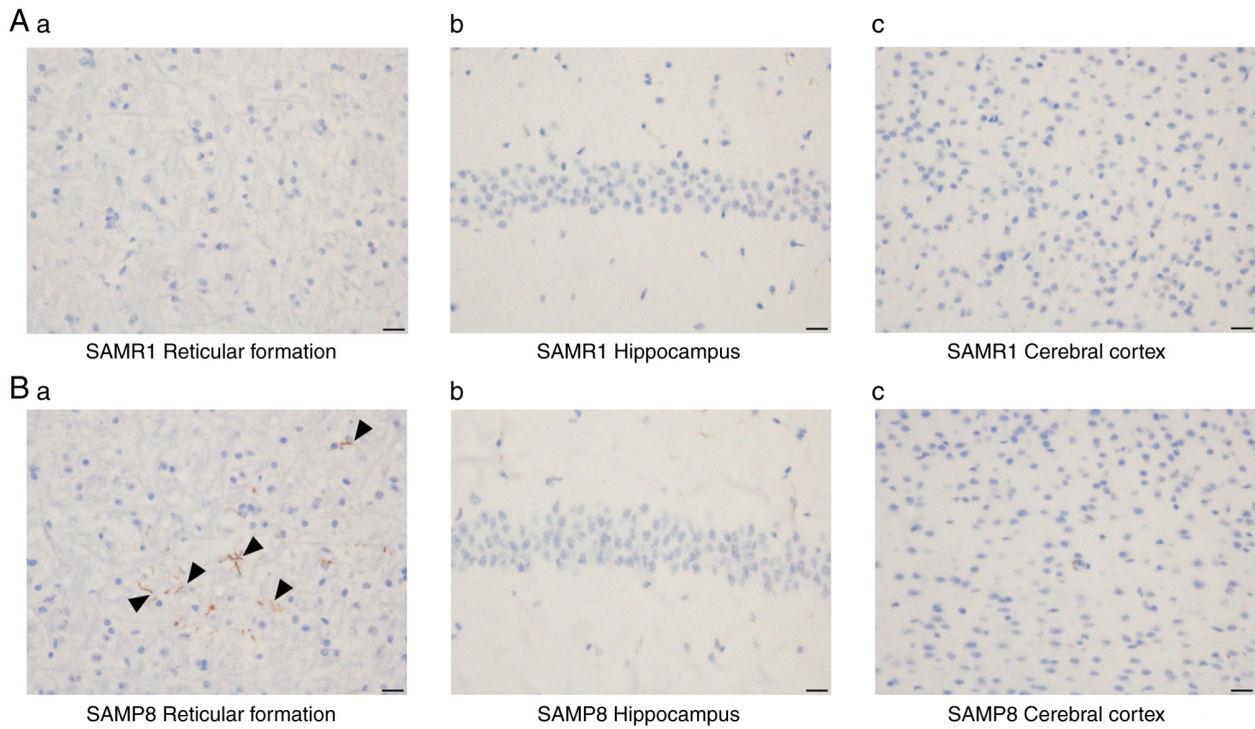 A a
b
c
SAMR1 Reticular formation
SAMR1 Hippocampus
SAMR1 Cerebral cortex
B a
b
c
SAMP8 Reticular formation
SAMP8 Hippocampus
SAMP8 Cerebral cortex